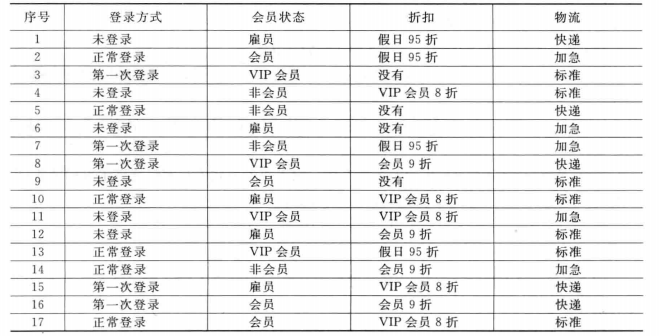 序号 登录方式 会员状态 折扣 物流
1 未登录 雇员 假日 95 折 快递
2 正常登录 会员 假日 95 折 加急
3 第一次登录 VIP 会员 没有 标准
4 未登录 非会员 VIP 会员 8 折 标准
5 正常登录 非会员 没有 快递
6 未登录 雇员 没有 加急
7 第一次登录 非会员 假日 95 折 加急
8 第一次登录 VIP 会员 会员 9 折 快递
9 未登录 会员 没有 标准
10 正常登录 雇员 VIP 会员 8 折 标准
11 未登录 VIP 会员 VIP 会员 8 折 加急
12 未登录 雇员 会员 9 折 标准
13 正常登录 VIP 会员 假日 95 折 标准
14 正常登录 非会员 会员 9 折 加急
15 第一次登录 雇员 VIP 会员 8 折 快递
16 第一次登录 会员 会员 9 折 快递
17 正常登录 会员 VIP 会员 8 折 标准